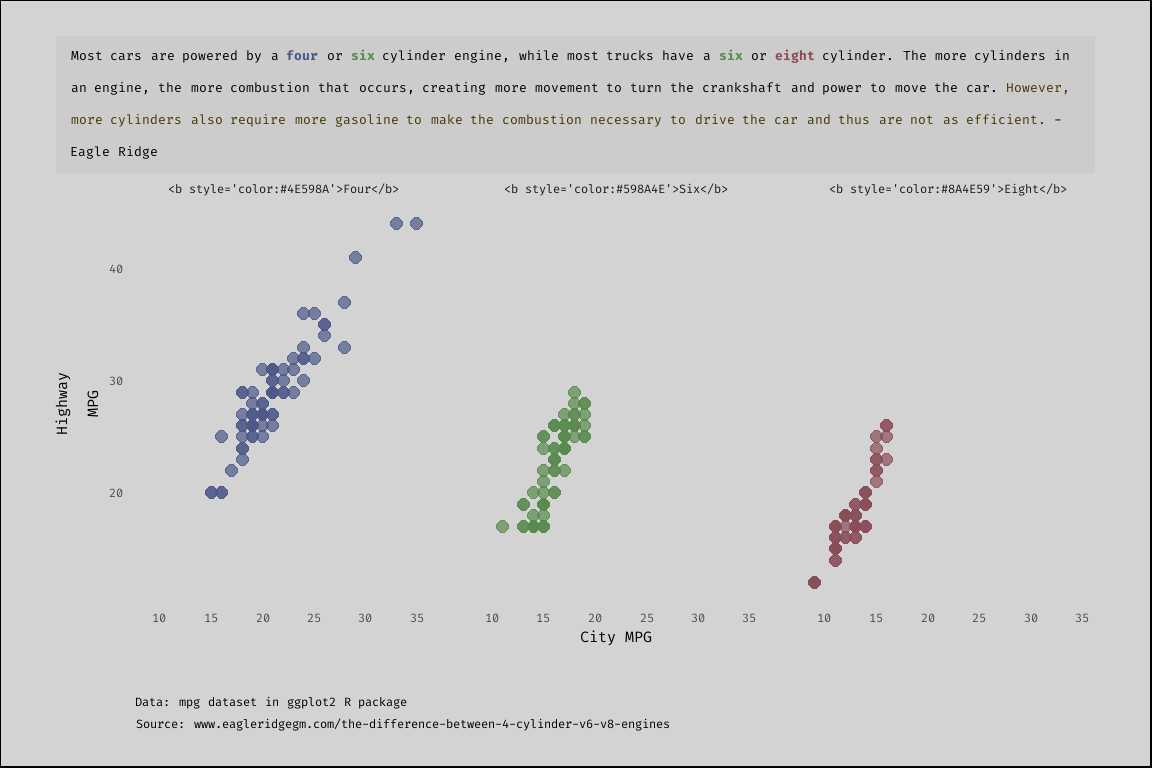 Most cars are powered by a four or six cylinder engine, while most trucks have a six or eight cylinder. The more cylinders in
an engine, the more combustion that occurs, creating more movement to turn the crankshaft and power to move the car. However,
more cylinders also require more gasoline to make the combustion necessary to drive the car and thus are not as efficient. -
Eagle Ridge
<b style='color:#4E598A'>Four</b> <b style='color:#598A4E'>Six</b> <b style='color:#8A4E59'>Eight</b>
40
30
20
Highway
MPG
10 15 20 25 30 35 10 15 20 25 30 35 10 15 20 25 30 35
City MPG
Data: mpg dataset in ggplot2 R package
Source: www.eagleridgegm.com/the-difference-between-4-cylinder-v6-v8-engines